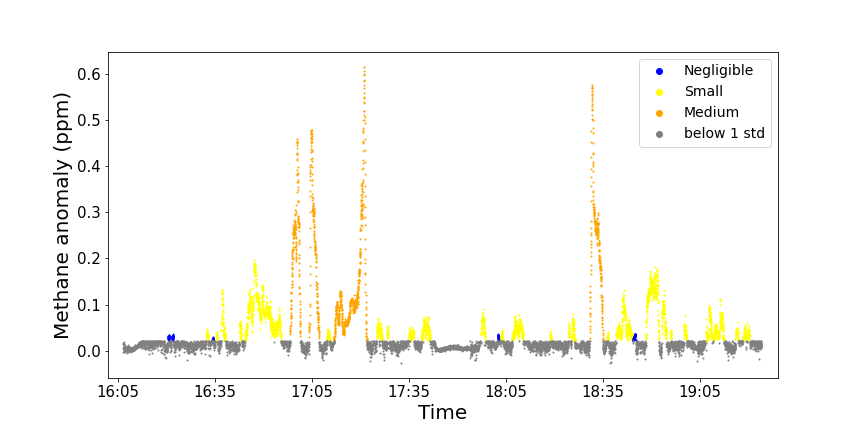 Methane anomaly (ppm)
0.6
0.5
0.4
0.3
0.2
0.1
0.0
Negligible
Small
Medium
below 1 std
16:05 16:35 17:05 17:35 18:05 18:35 19:05
Time